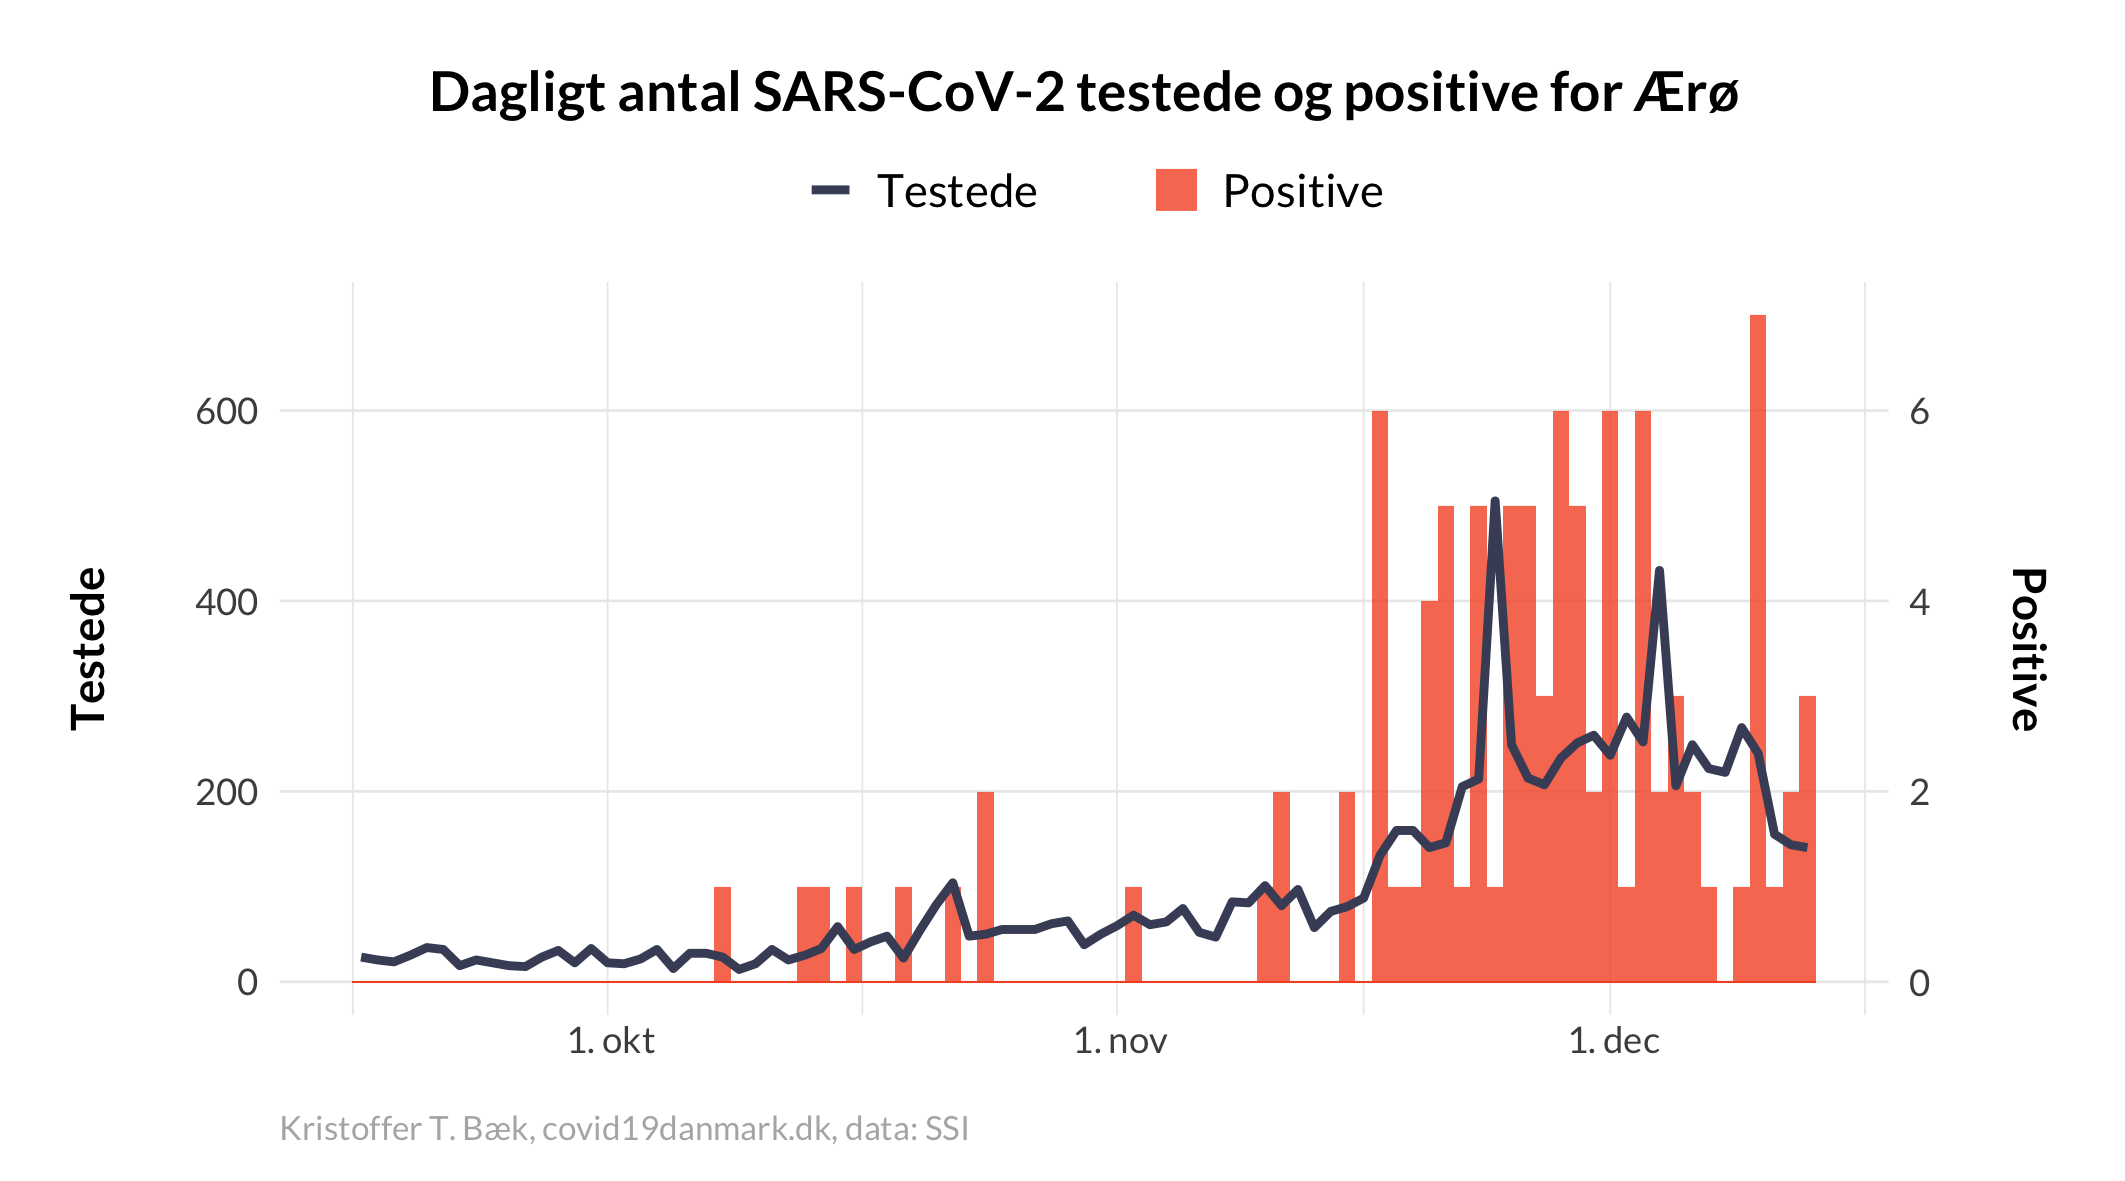 Dagligt antal SARS-CoV-2 testede og positive for Ærø
Testede Positive
600 6
400 4
200 2
0 0
Testede
Positive
1. okt 1. nov 1. dec
Kristoffer T. Bæk, covid19danmark.dk, data: SSI